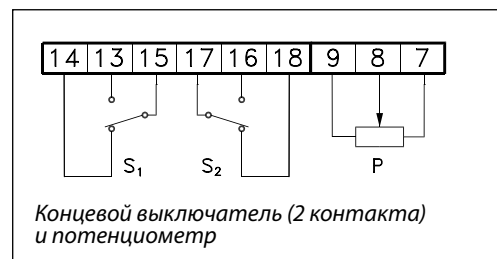 14 13 15 17 16 18 9 8 7
S₁ S₂ P
Концевой выключатель (2 контакта)
и потенциометр